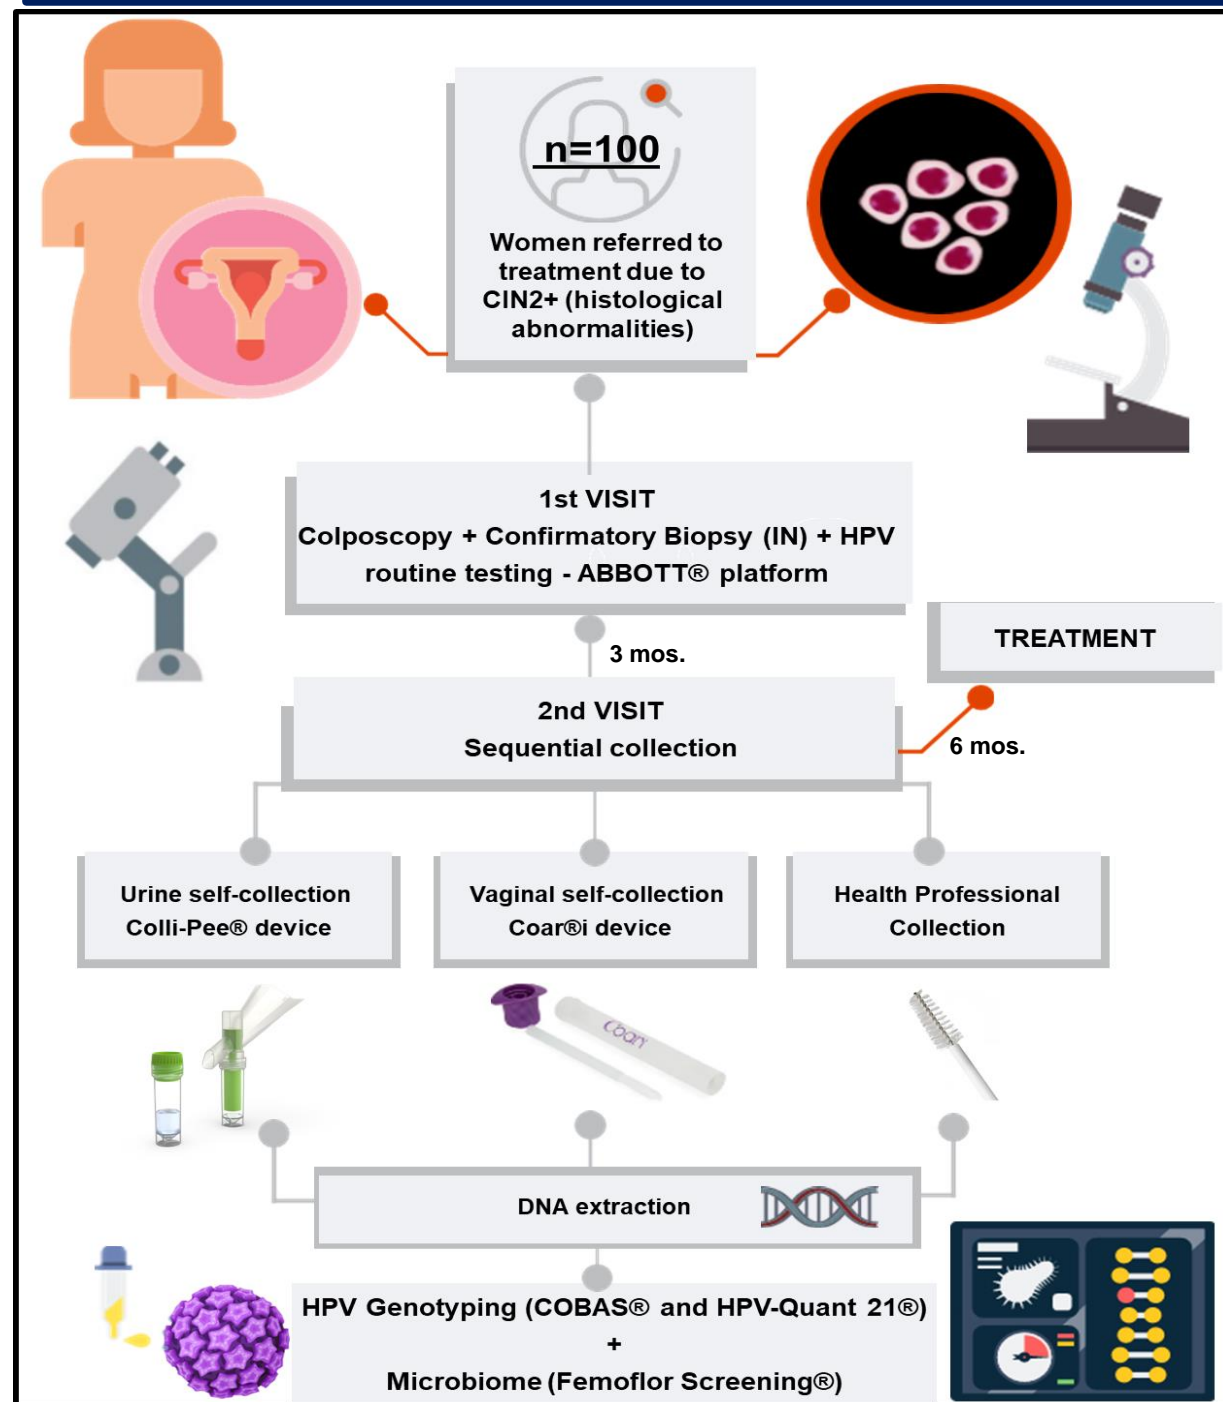 n=100
Women referred to
treatment due to
CIN2+ (histological
abnormalities)
1st VISIT
Colposcopy + Confirmatory Biopsy (IN) + HPV
routine testing - ABBOTT® platform
3 mos.
TREATMENT
2nd VISIT
Sequential collection
6 mos.
Urine self-collection
Colli-Pee® device
Vaginal self-collection
Coar®i device
Health Professional
Collection
Coari
DNA extraction
HPV Genotyping (COBAS® and HPV-Quant 21®)
+
Microbiome (Femoflor Screening®)